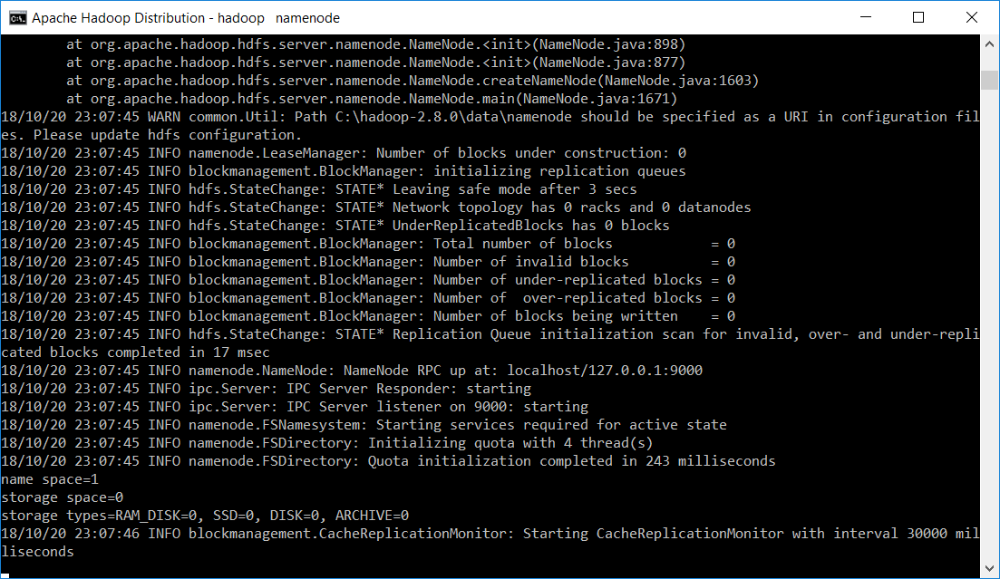 Apache Hadoop Distribution - hadoop   namenode
        at org.apache.hadoop.hdfs.server.namenode.NameNode.<init>(NameNode.java:898)
        at org.apache.hadoop.hdfs.server.namenode.NameNode.<init>(NameNode.java:877)
        at org.apache.hadoop.hdfs.server.namenode.NameNode.createNameNode(NameNode.java:1603)
        at org.apache.hadoop.hdfs.server.namenode.NameNode.main(NameNode.java:1671)
18/10/20 23:07:45 WARN common.Util: Path C:\hadoop-2.8.0\data\namenode should be specified as a URI in configuration fil
es. Please update hdfs configuration.
18/10/20 23:07:45 INFO namenode.LeaseManager: Number of blocks under construction: 0
18/10/20 23:07:45 INFO blockmanagement.BlockManager: initializing replication queues
18/10/20 23:07:45 INFO hdfs.StateChange: STATE* Leaving safe mode after 3 secs
18/10/20 23:07:45 INFO hdfs.StateChange: STATE* Network topology has 0 racks and 0 datanodes
18/10/20 23:07:45 INFO hdfs.StateChange: STATE* UnderReplicatedBlocks has 0 blocks
18/10/20 23:07:45 INFO blockmanagement.BlockManager: Total number of blocks            = 0
18/10/20 23:07:45 INFO blockmanagement.BlockManager: Number of invalid blocks          = 0
18/10/20 23:07:45 INFO blockmanagement.BlockManager: Number of under-replicated blocks = 0
18/10/20 23:07:45 INFO blockmanagement.BlockManager: Number of  over-replicated blocks = 0
18/10/20 23:07:45 INFO blockmanagement.BlockManager: Number of blocks being written    = 0
18/10/20 23:07:45 INFO hdfs.StateChange: STATE* Replication Queue initialization scan for invalid, over- and under-repli
cated blocks completed in 17 msec
18/10/20 23:07:45 INFO namenode.NameNode: NameNode RPC up at: localhost/127.0.0.1:9000
18/10/20 23:07:45 INFO ipc.Server: IPC Server Responder: starting
18/10/20 23:07:45 INFO ipc.Server: IPC Server listener on 9000: starting
18/10/20 23:07:45 INFO namenode.FSNamesystem: Starting services required for active state
18/10/20 23:07:45 INFO namenode.FSDirectory: Initializing quota with 4 thread(s)
18/10/20 23:07:45 INFO namenode.FSDirectory: Quota initialization completed in 243 milliseconds
name space=1
storage space=0
storage types=RAM_DISK=0, SSD=0, DISK=0, ARCHIVE=0
18/10/20 23:07:46 INFO blockmanagement.CacheReplicationMonitor: Starting CacheReplicationMonitor with interval 30000 mil
liseconds